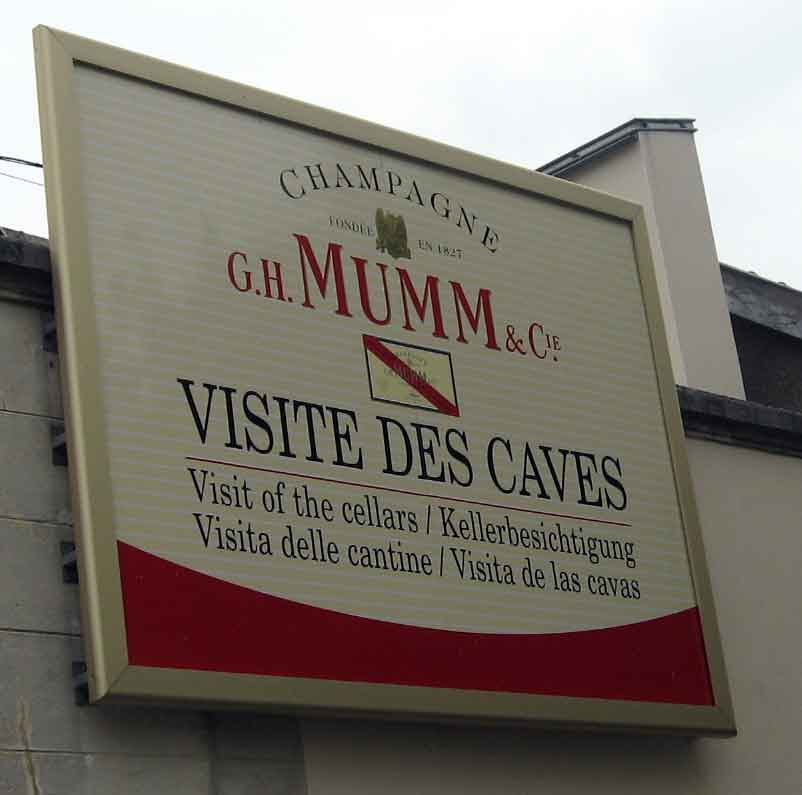 CHAMPAGNE
FONDÉE EN 1827
G.H. MUMM & CIE.
VISITE DES CAVES
Visit of the cellars / Kellerbesichtigung
Visita delle cantine / Visita de las cavas